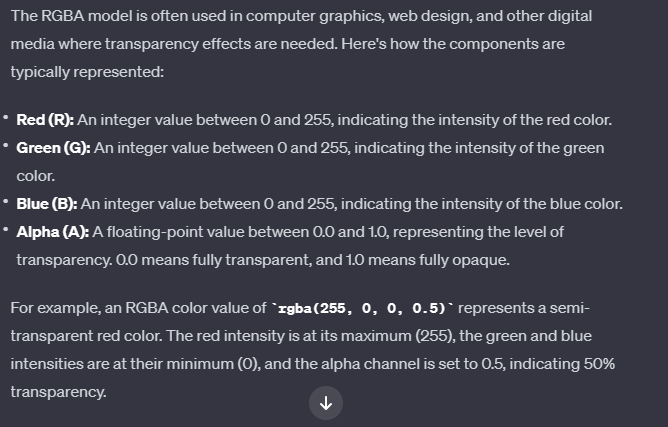 The RGBA model is often used in computer graphics, web design, and other digital
media where transparency effects are needed. Here's how the components are
typically represented:
• Red (R): An integer value between 0 and 255, indicating the intensity of the red color.
• Green (G): An integer value between 0 and 255, indicating the intensity of the green
color.
• Blue (B): An integer value between 0 and 255, indicating the intensity of the blue color.
• Alpha (A): A floating-point value between 0.0 and 1.0, representing the level of
transparency. 0.0 means fully transparent, and 1.0 means fully opaque.
For example, an RGBA color value of `rgba(255, 0, 0, 0.5)` represents a semi-
transparent red color. The red intensity is at its maximum (255), the green and blue
intensities are at their minimum (0), and the alpha channel is set to 0.5, indicating 50%
transparency.